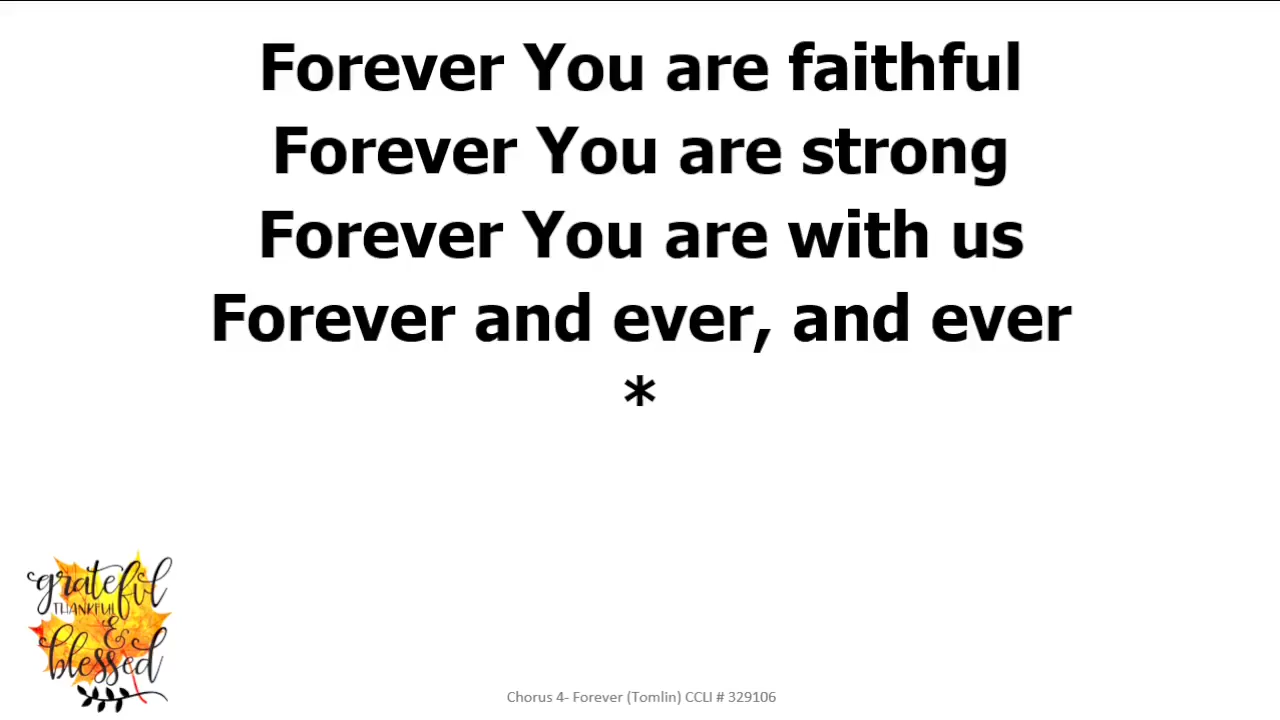 Forever You are faithful
Forever You are strong
Forever You are with us
Forever and ever, and ever
*
grateful
THANKFUL
&
blessed
Chorus 4- Forever (Tomlin) CCLI # 329106